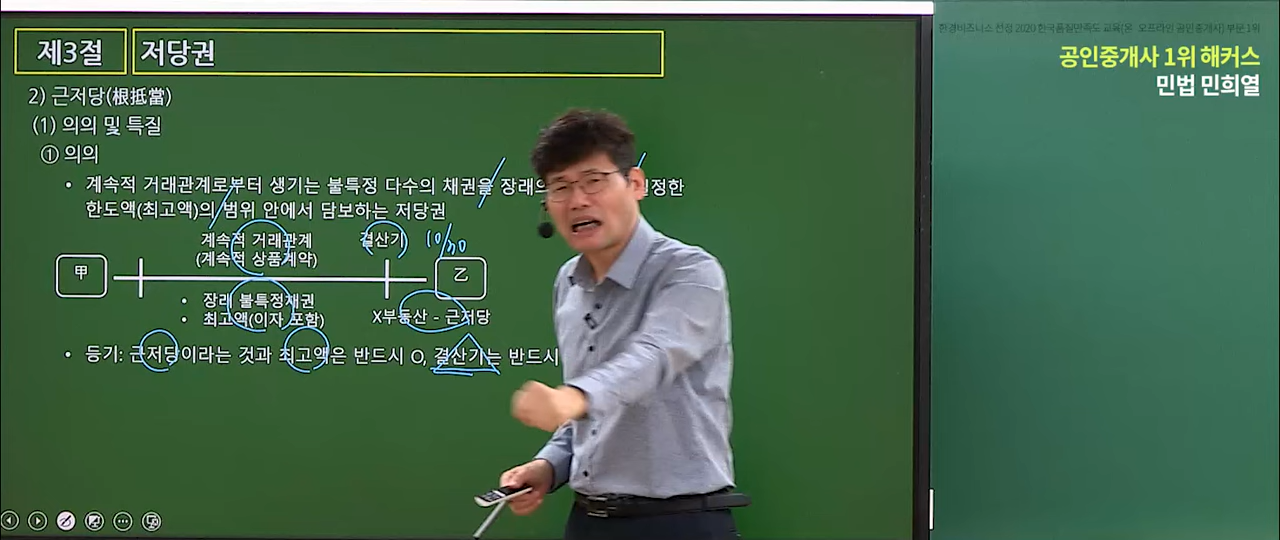 한경비즈니스 선정 2020 한국품질만족도 교육(온·오프라인 공인중개사) 부문 1위
공인중개사 1위 해커스
민법 민희열
제3절 저당권
2) 근저당(根抵當)
(1) 의의 및 특질
① 의의
• 계속적 거래관계로부터 생기는 불특정 다수의 채권을 장래의 정한
한도액(최고액)의 범위 안에서 담보하는 저당권
계속적 거래관계 결산기 10/30
(계속적 상품계약)
甲 乙
• 장래 불특정채권
• 최고액(이자 포함) X부동산 - 근저당
• 등기: 근저당이라는 것과 최고액은 반드시 O, 결산기는 반드시